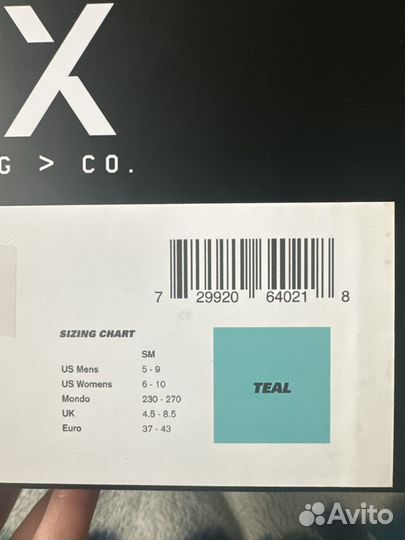 X
G > CO.
7 29920 64021 8
SIZING CHART
SM
US Mens 5 - 9
US Womens 6 - 10
Mondo 230 - 270
UK 4.5 - 8.5
Euro 37 - 43
TEAL
Avito